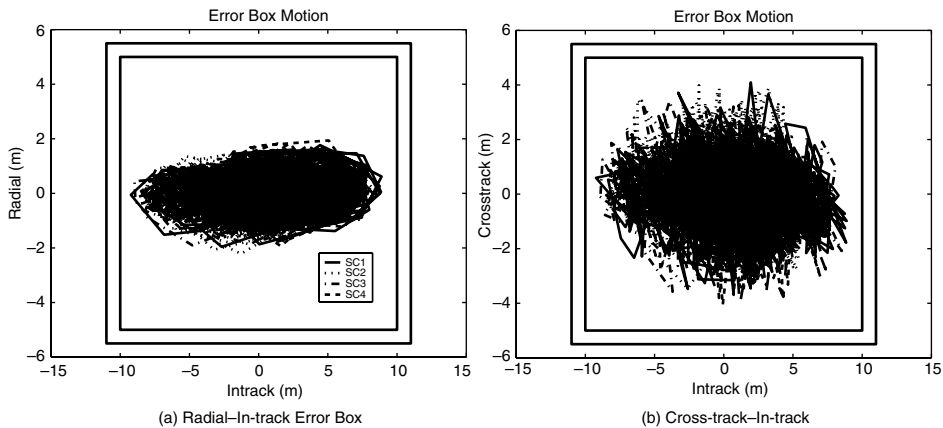 Error Box Motion
6
4
2
0
–2
–4
–6
Radial (m)
SC1
SC2
SC3
SC4
–15 –10 –5 0 5 10 15
Intrack (m)
(a) Radial–In-track Error Box
Error Box Motion
6
4
2
0
–2
–4
–6
Crosstrack (m)
–15 –10 –5 0 5 10 15
Intrack (m)
(b) Cross-track–In-track